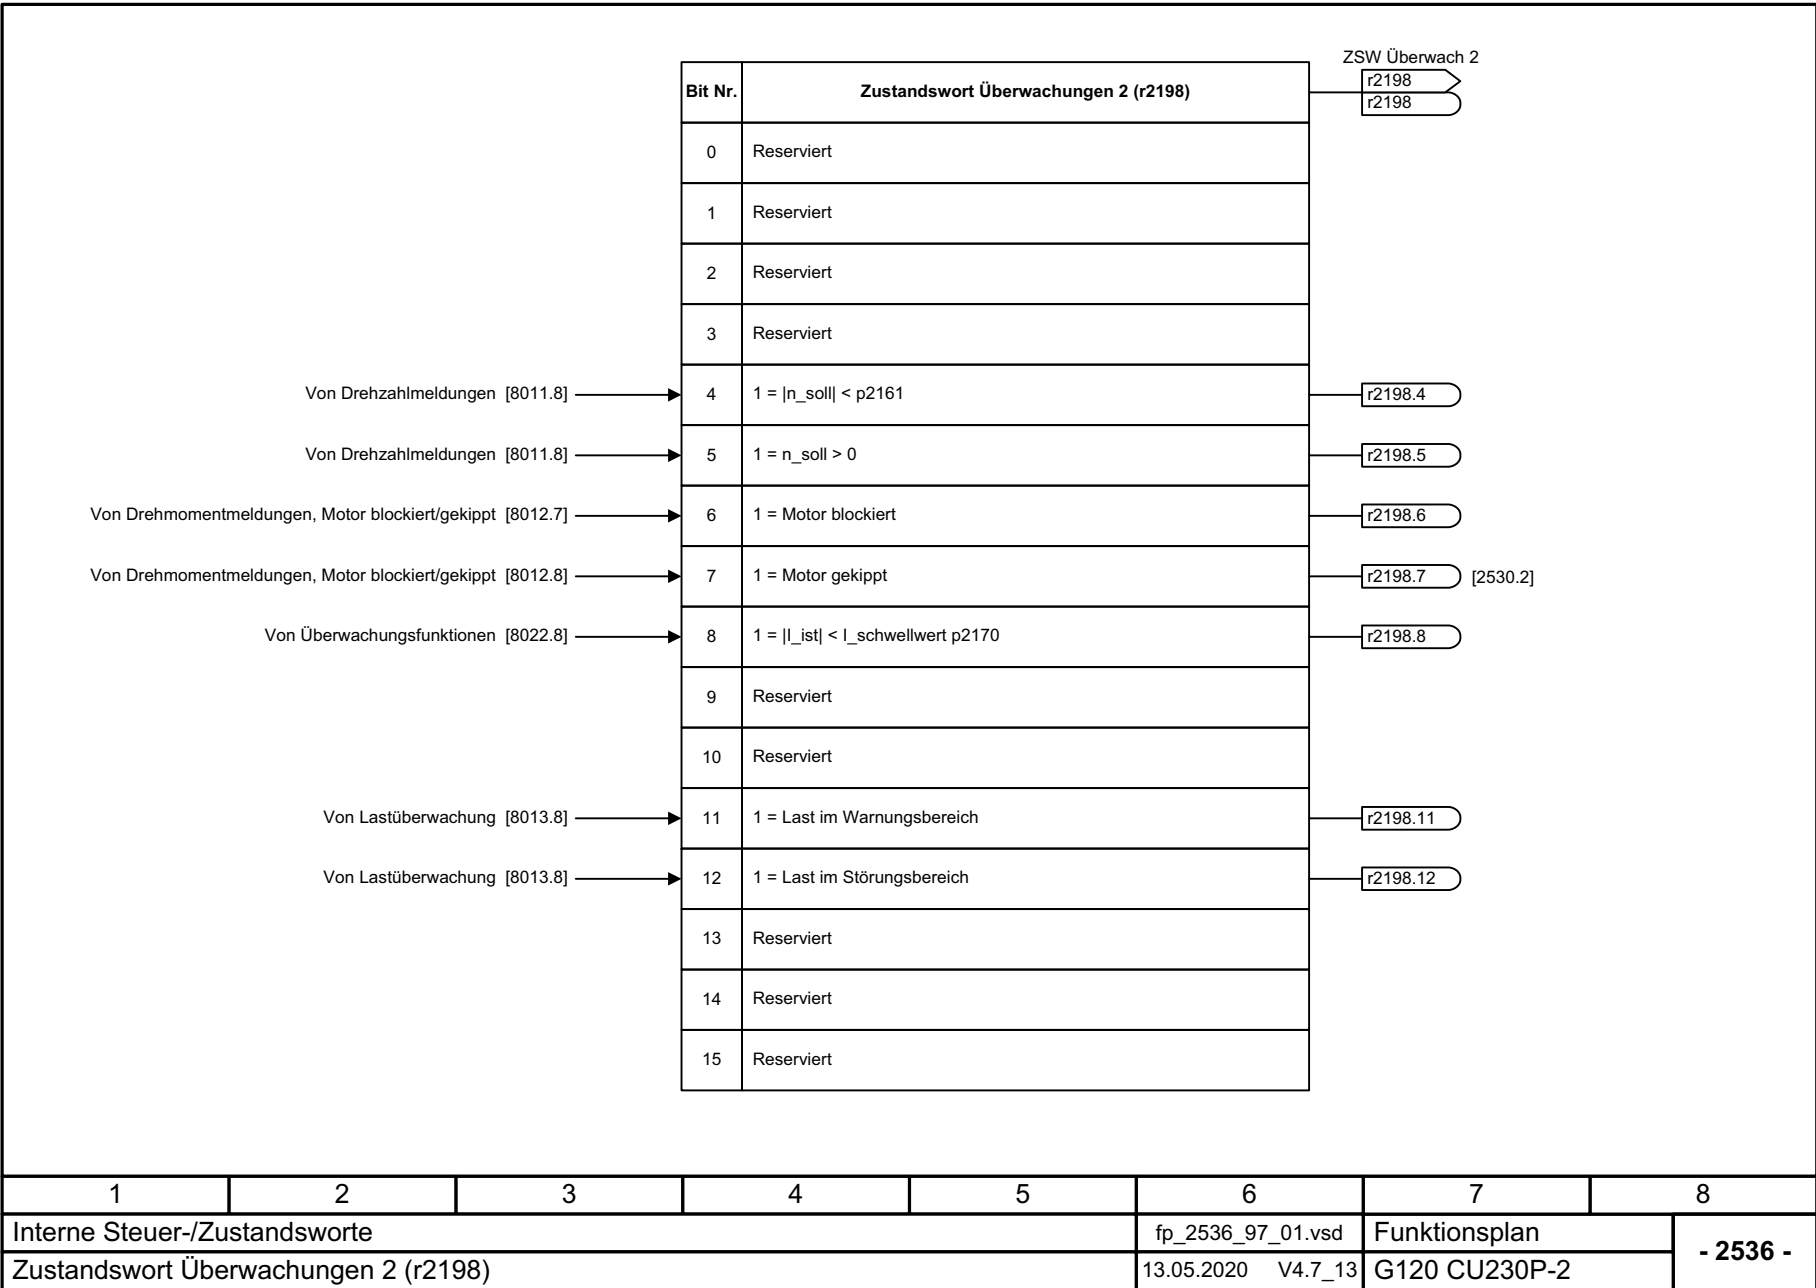 ZSW Überwach 2
Bit Nr. Zustandswort Überwachungen 2 (r2198) r2198
r2198
0 Reserviert
1 Reserviert
2 Reserviert
3 Reserviert
Von Drehzahlmeldungen [8011.8] 4 1 = |n_soll| < p2161 r2198.4
Von Drehzahlmeldungen [8011.8] 5 1 = n_soll > 0 r2198.5
Von Drehmomentmeldungen, Motor blockiert/gekippt [8012.7] 6 1 = Motor blockiert r2198.6
Von Drehmomentmeldungen, Motor blockiert/gekippt [8012.8] 7 1 = Motor gekippt r2198.7 [2530.2]
Von Überwachungsfunktionen [8022.8] 8 1 = |I_ist| < I_schwellwert p2170 r2198.8
9 Reserviert
10 Reserviert
Von Lastüberwachung [8013.8] 11 1 = Last im Warnungsbereich r2198.11
Von Lastüberwachung [8013.8] 12 1 = Last im Störungsbereich r2198.12
13 Reserviert
14 Reserviert
15 Reserviert
1 2 3 4 5 6 7 8
Interne Steuer-/Zustandsworte fp_2536_97_01.vsd Funktionsplan - 2536 -
Zustandswort Überwachungen 2 (r2198) 13.05.2020 V4.7_13 G120 CU230P-2